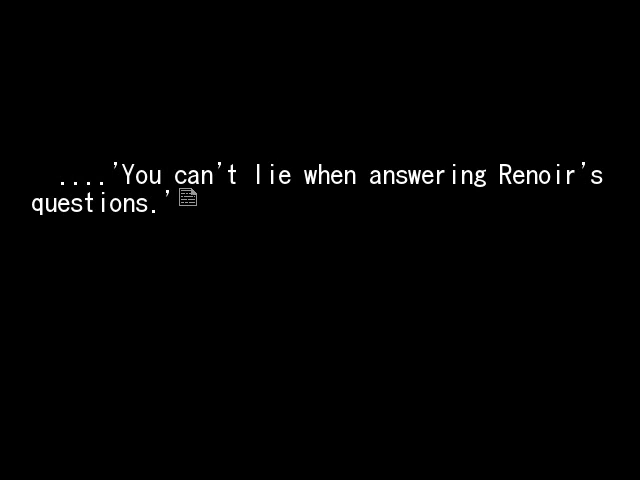 ....'You can't lie when answering Renoir's
questions.'